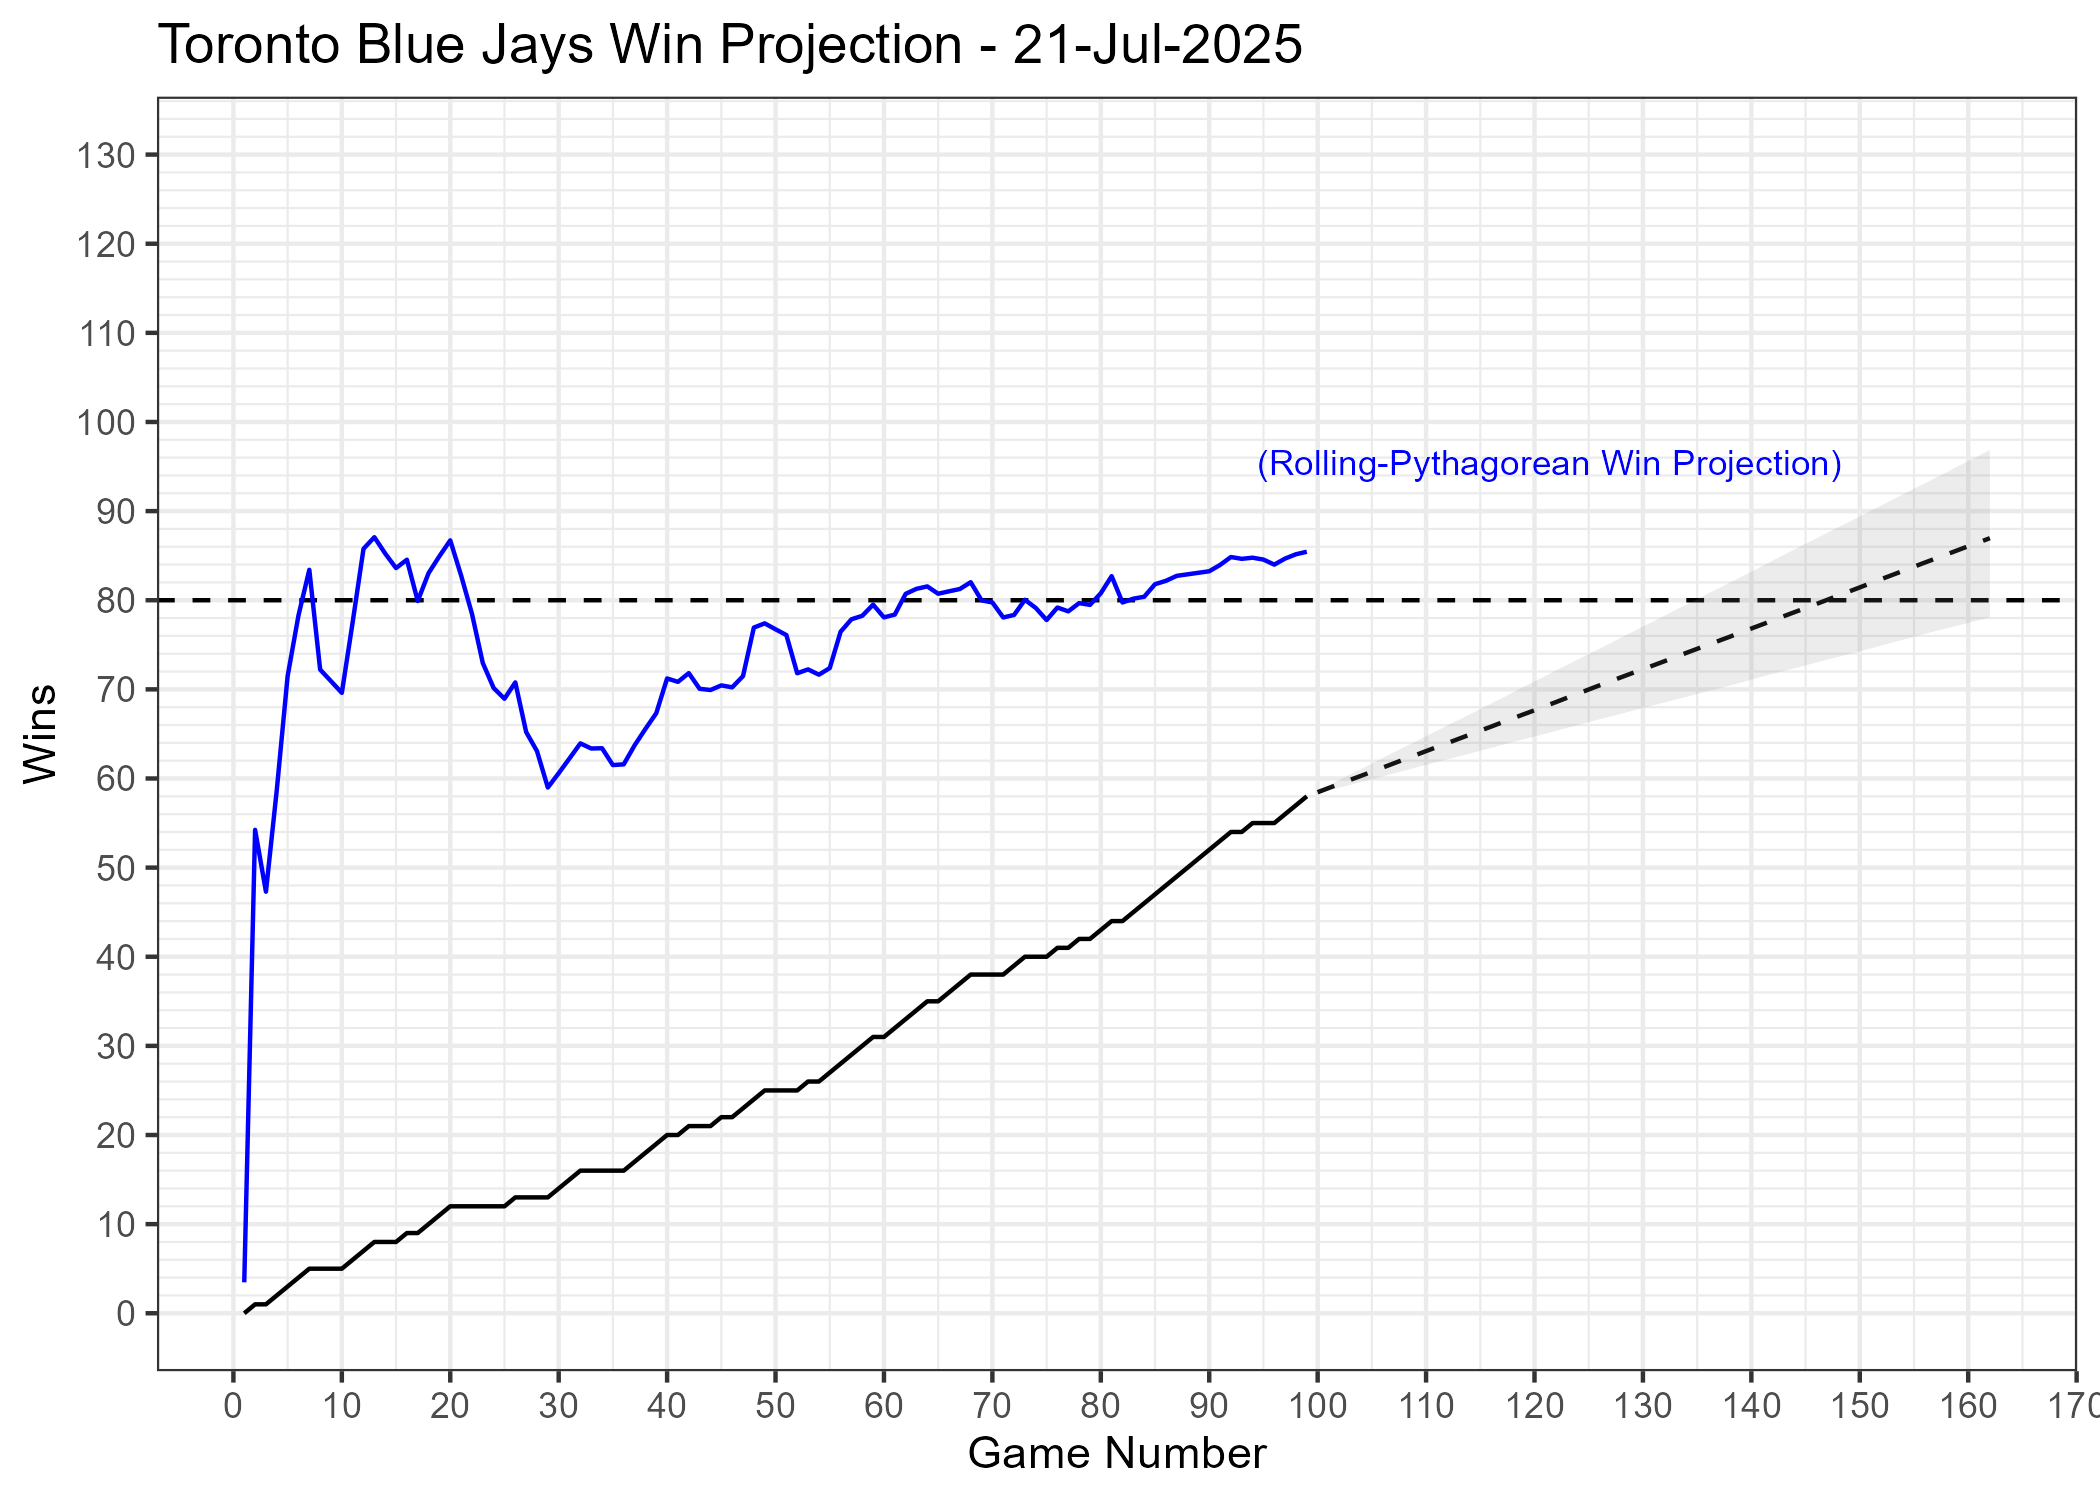 Toronto Blue Jays Win Projection - 21-Jul-2025
130
120
110
100
(Rolling-Pythagorean Win Projection)
90
80
70
60
50
40
30
20
10
0
Wins
0 10 20 30 40 50 60 70 80 90 100 110 120 130 140 150 160 170
Game Number